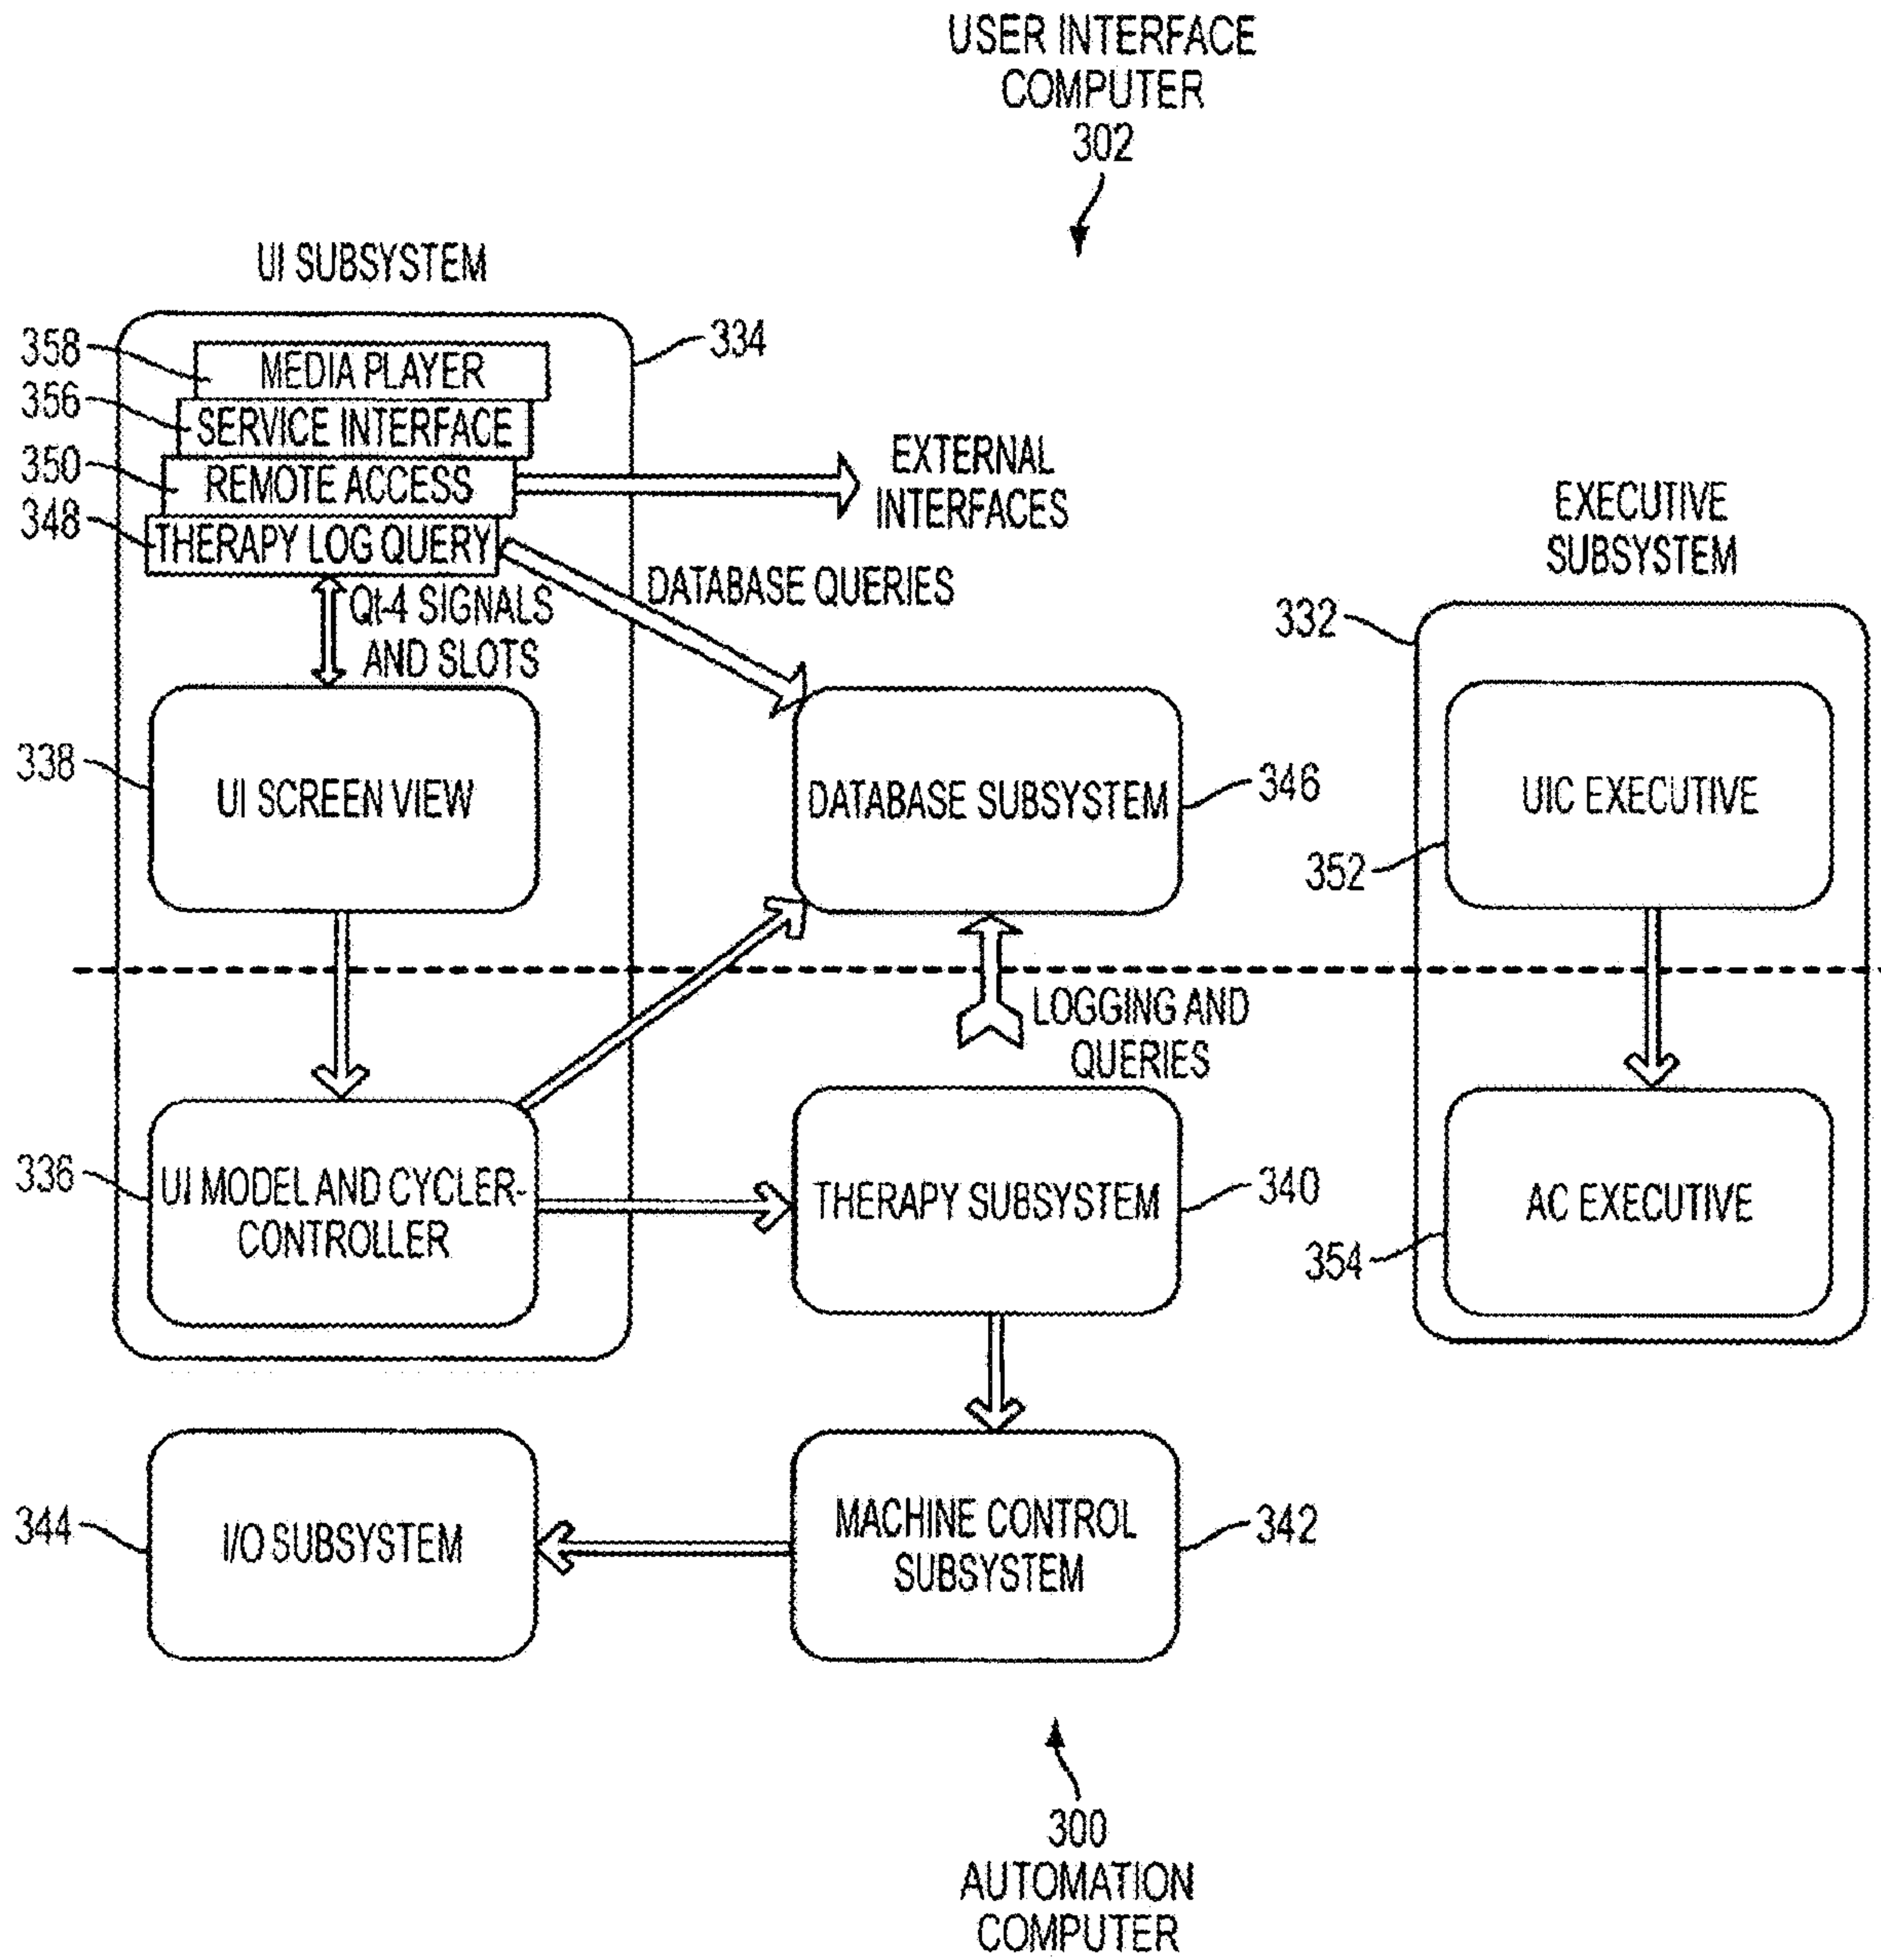 USER INTERFACE
COMPUTER
302
UI SUBSYSTEM
334
358
MEDIA PLAYER
356
SERVICE INTERFACE
350
REMOTE ACCESS
348
THERAPY LOG QUERY
EXTERNAL
INTERFACES
DATABASE QUERIES
Qt-4 SIGNALS
AND SLOTS
EXECUTIVE
SUBSYSTEM
332
338
UI SCREEN VIEW
DATABASE SUBSYSTEM
346
UIC EXECUTIVE
352
LOGGING AND
QUERIES
336
UI MODEL AND CYCLER-
CONTROLLER
THERAPY SUBSYSTEM
340
AC EXECUTIVE
354
344
I/O SUBSYSTEM
MACHINE CONTROL
SUBSYSTEM
342
300
AUTOMATION
COMPUTER